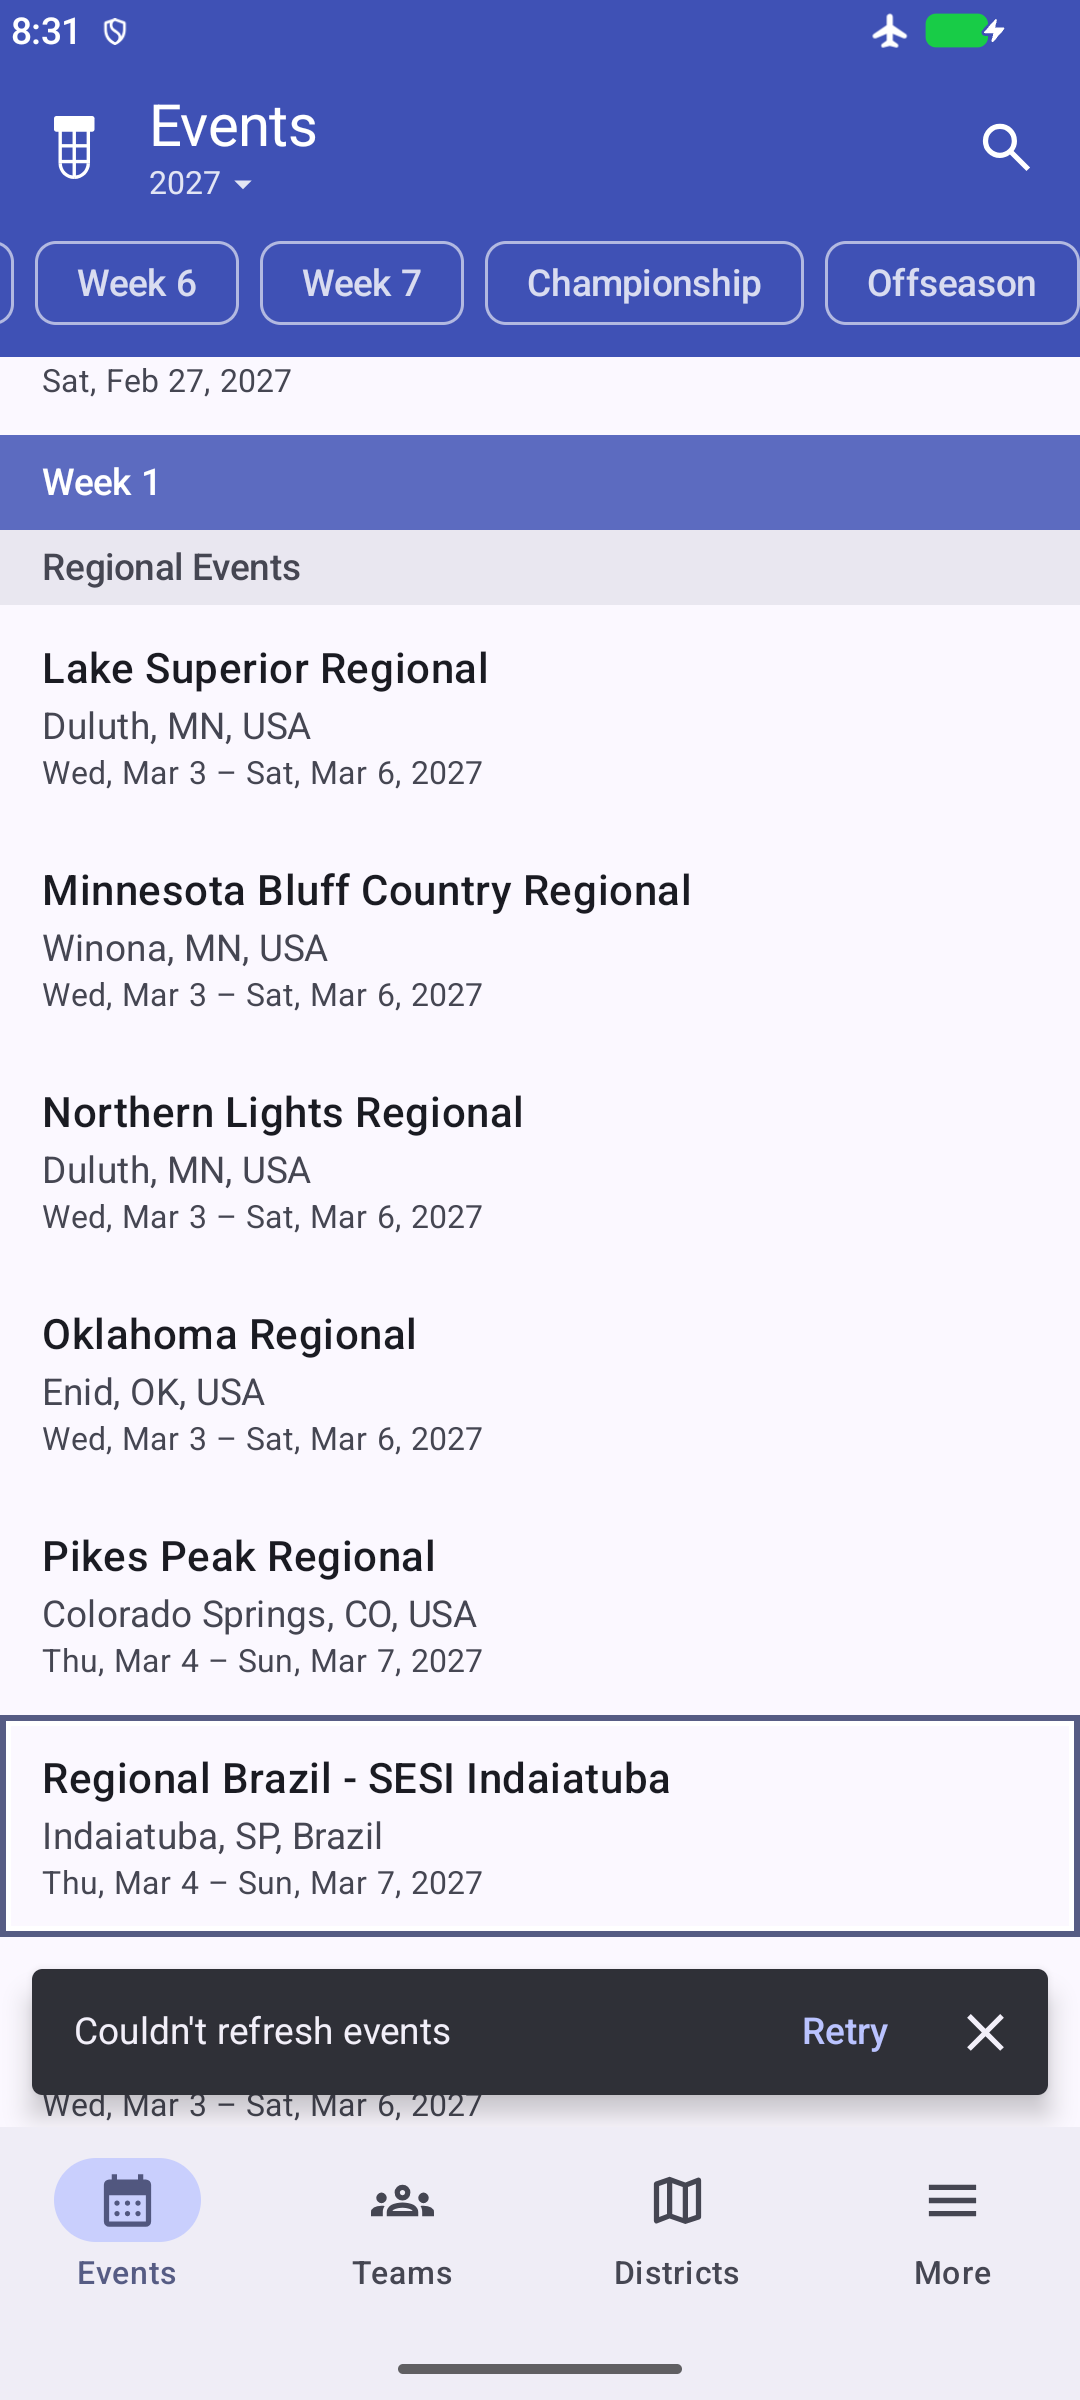 8:31
Events
2027
Week 6
Week 7
Championship
Offseason
Sat, Feb 27, 2027
Week 1
Regional Events
Lake Superior Regional
Duluth, MN, USA
Wed, Mar 3 – Sat, Mar 6, 2027
Minnesota Bluff Country Regional
Winona, MN, USA
Wed, Mar 3 – Sat, Mar 6, 2027
Northern Lights Regional
Duluth, MN, USA
Wed, Mar 3 – Sat, Mar 6, 2027
Oklahoma Regional
Enid, OK, USA
Wed, Mar 3 – Sat, Mar 6, 2027
Pikes Peak Regional
Colorado Springs, CO, USA
Thu, Mar 4 – Sun, Mar 7, 2027
Regional Brazil - SESI Indaiatuba
Indaiatuba, SP, Brazil
Thu, Mar 4 – Sun, Mar 7, 2027
Couldn't refresh events
Retry
Wed, Mar 3 – Sat, Mar 6, 2027
Events
Teams
Districts
More